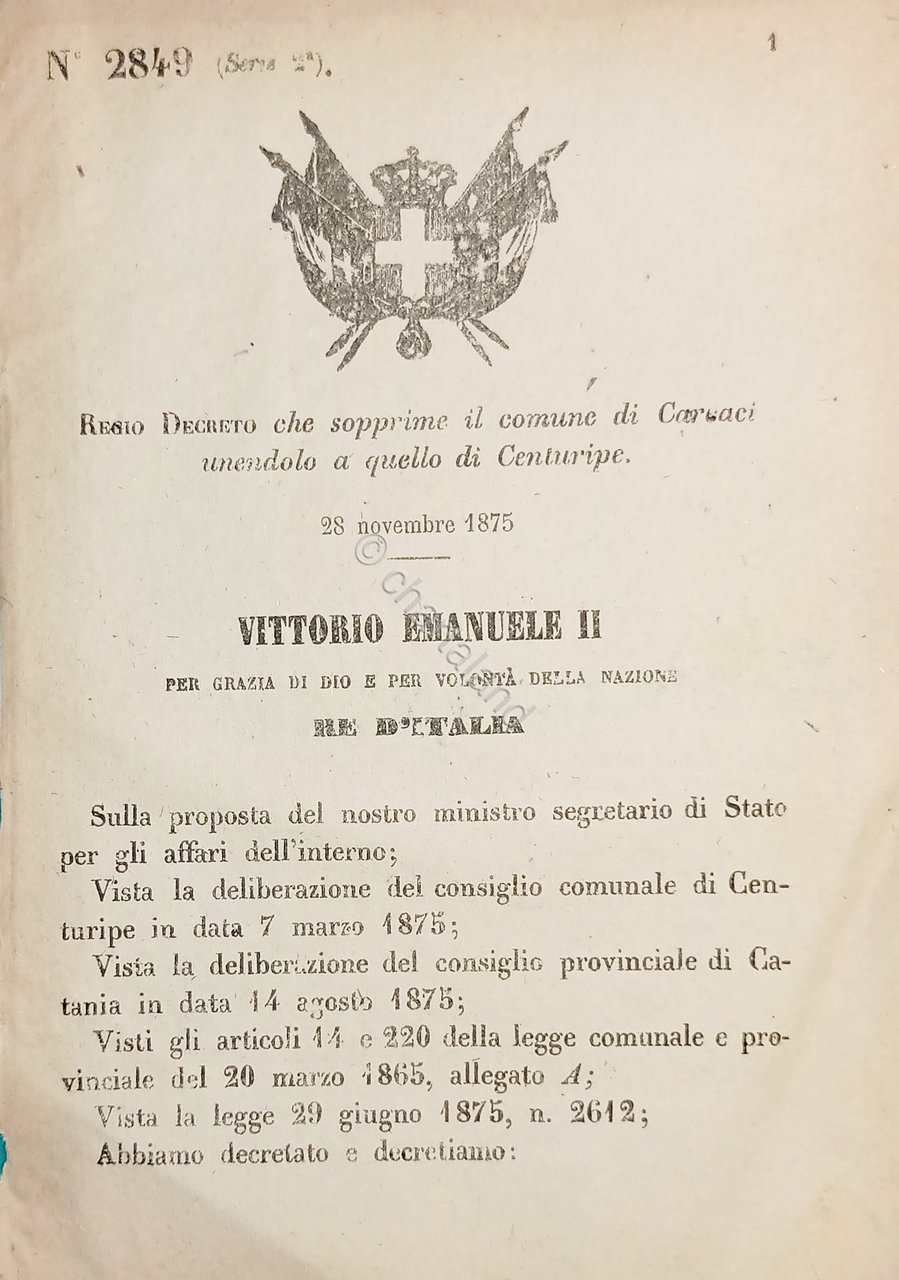 1
N° 2849 (Serie 2ª).
REGIO DECRETO che sopprime il comune di Carcaci
unendolo a quello di Centuripe.
28 novembre 1875
VITTORIO EMANUELE II
PER GRAZIA DI DIO E PER VOLONTÀ DELLA NAZIONE
RE D'ITALIA
Sulla proposta del nostro ministro segretario di Stato
per gli affari dell'interno;
Vista la deliberazione del consiglio comunale di Cen-
turipe in data 7 marzo 1875;
Vista la deliberazione del consiglio provinciale di Ca-
tania in data 14 agosto 1875;
Visti gli articoli 14 e 220 della legge comunale e pro-
vinciale del 20 marzo 1865, allegato A;
Vista la legge 29 giugno 1875, n. 2612;
Abbiamo decretato e decretiamo:
© chartaland